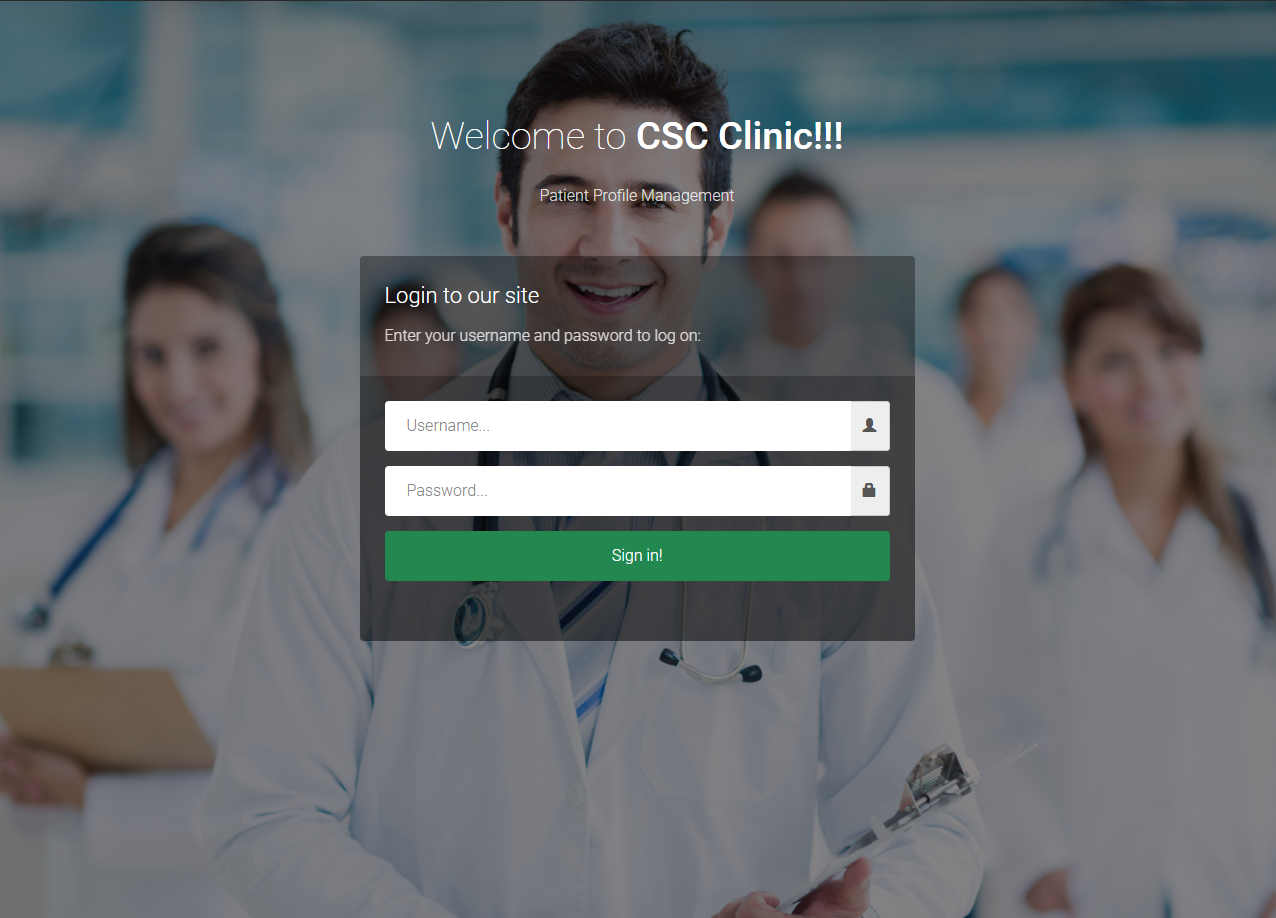 Welcome to CSC Clinic!!!
Patient Profile Management
Login to our site
Enter your username and password to log on:
Username...
Password...
Sign in!